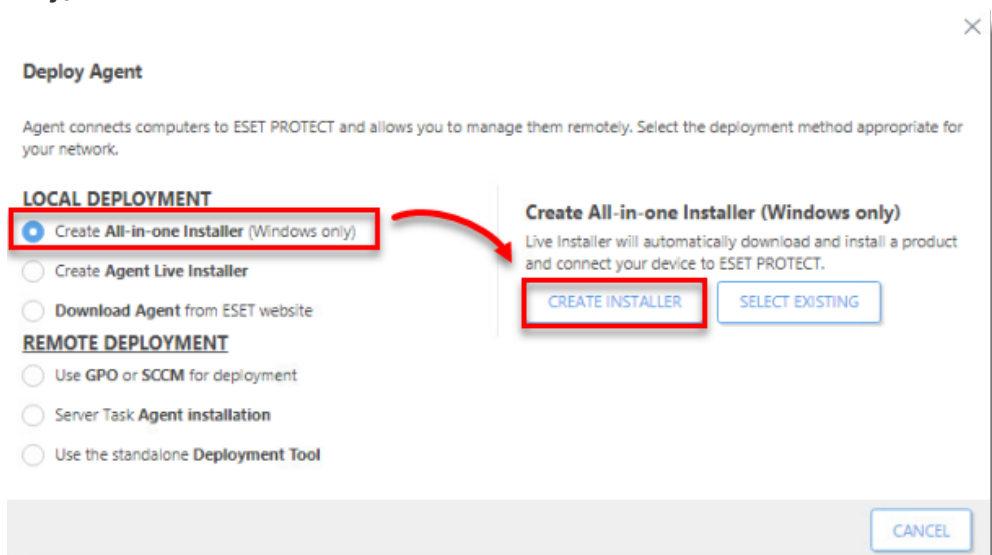 Deploy Agent
Agent connects computers to ESET PROTECT and allows you to manage them remotely. Select the deployment method appropriate for
your network.
LOCAL DEPLOYMENT
Create All-in-one Installer (Windows only)
Create Agent Live Installer
Download Agent from ESET website
REMOTE DEPLOYMENT
Use GPO or SCCM for deployment
Server Task Agent installation
Use the standalone Deployment Tool
Create All-in-one Installer (Windows only)
Live Installer will automatically download and install a product
and connect your device to ESET PROTECT.
CREATE INSTALLER
SELECT EXISTING
CANCEL